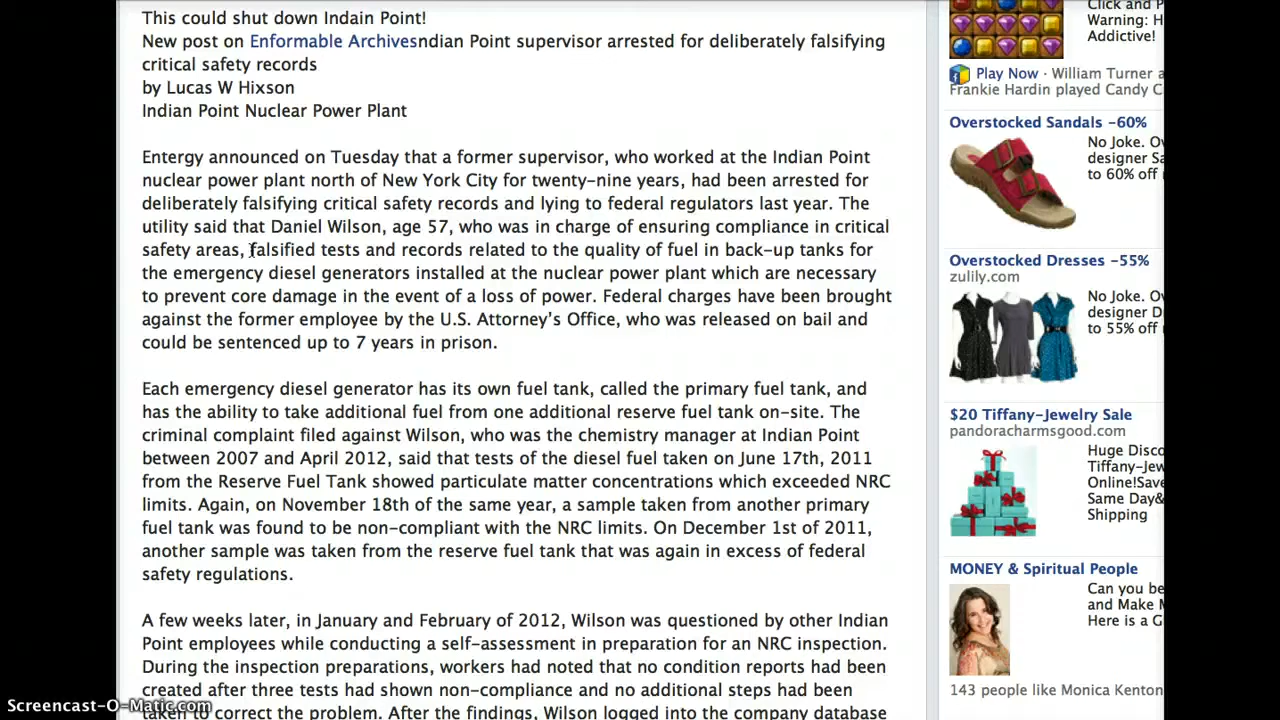 This could shut down Indain Point!
New post on Enformable Archivesndian Point supervisor arrested for deliberately falsifying
critical safety records
by Lucas W Hixson
Indian Point Nuclear Power Plant
Entergy announced on Tuesday that a former supervisor, who worked at the Indian Point
nuclear power plant north of New York City for twenty-nine years, had been arrested for
deliberately falsifying critical safety records and lying to federal regulators last year. The
utility said that Daniel Wilson, age 57, who was in charge of ensuring compliance in critical
safety areas, falsified tests and records related to the quality of fuel in back-up tanks for
the emergency diesel generators installed at the nuclear power plant which are necessary
to prevent core damage in the event of a loss of power. Federal charges have been brought
against the former employee by the U.S. Attorney's Office, who was released on bail and
could be sentenced up to 7 years in prison.
Each emergency diesel generator has its own fuel tank, called the primary fuel tank, and
has the ability to take additional fuel from one additional reserve fuel tank on-site. The
criminal complaint filed against Wilson, who was the chemistry manager at Indian Point
between 2007 and April 2012, said that tests of the diesel fuel taken on June 17th, 2011
from the Reserve Fuel Tank showed particulate matter concentrations which exceeded NRC
limits. Again, on November 18th of the same year, a sample taken from another primary
fuel tank was found to be non-compliant with the NRC limits. On December 1st of 2011,
another sample was taken from the reserve fuel tank that was again in excess of federal
safety regulations.
A few weeks later, in January and February of 2012, Wilson was questioned by other Indian
Point employees while conducting a self-assessment in preparation for an NRC inspection.
During the inspection preparations, workers had noted that no condition reports had been
created after three tests had shown non-compliance and no additional steps had been
taken to correct the problem. After the findings, Wilson logged into the company database
Click and P
Warning: H
Addictive!
Play Now · William Turner a
Frankie Hardin played Candy C
Overstocked Sandals -60%
No Joke. Ov
designer Sa
to 60% off
Overstocked Dresses -55%
zulily.com
No Joke. Ov
designer D
to 55% off
$20 Tiffany-Jewelry Sale
pandoracharmsgood.com
Huge Disco
Tiffany-Jew
Online!Save
Same Day&
Shipping
MONEY & Spiritual People
Can you be
and Make M
Here is a G
143 people like Monica Kenton
Screencast-O-Matic.com